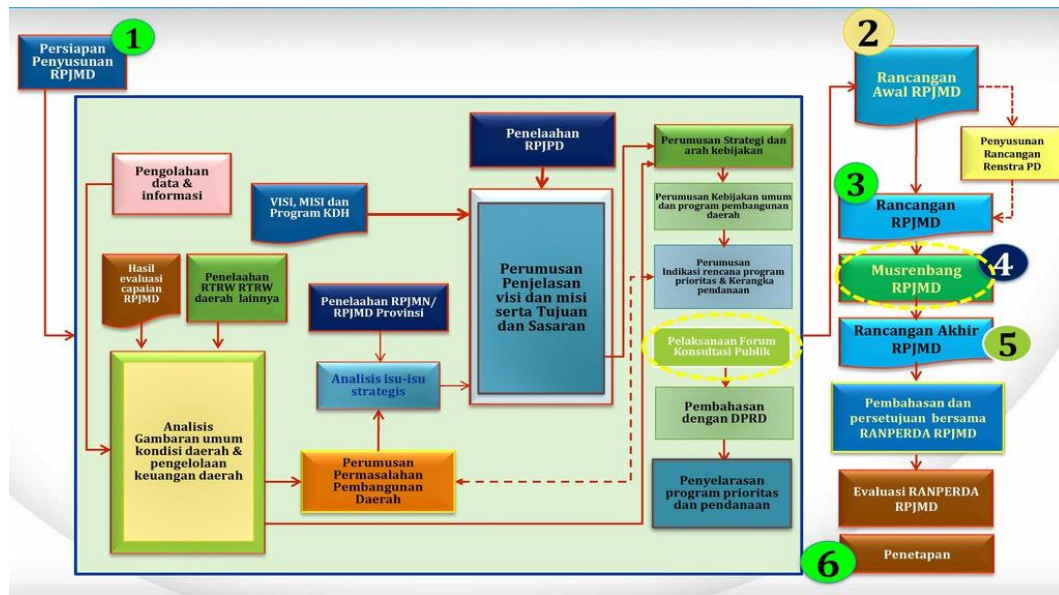 1
Persiapan
Penyusunan
RPJMD
Pengolahan
data &
informasi
Hasil
evaluasi
capaian
RPJMD
Penelaahan
RTRW RTRW
daerah lainnya
Analisis
Gambaran umum
kondisi daerah &
pengelolaan
keuangan daerah
VISI, MISI dan
Program KDH
Penelaahan RPJMN/
RPJMD Provinsi
Analisis isu-isu
strategis
Perumusan
Permasalahan
Pembangunan
Daerah
Penelaahan
RPJPD
Perumusan
Penjelasan
visi dan misi
serta Tujuan
dan Sasaran
Perumusan Strategi dan
arah kebijakan
Perumusan Kebijakan umum
dan program pembangunan
daerah
Perumusan
Indikasi rencana program
prioritas & Kerangka
pendanaan
Pelaksanaan Forum
Konsultasi Publik
Pembahasan
dengan DPRD
Penyelarasan
program prioritas
dan pendanaan
2
Rancangan
Awal RPJMD
Penyusunan
Rancangan
Renstra PD
3
Rancangan
RPJMD
4
Musrenbang
RPJMD
Rancangan Akhir
RPJMD
5
Pembahasan dan
persetujuan bersama
RANPERDA RPJMD
Evaluasi RANPERDA
RPJMD
6
Penetapan